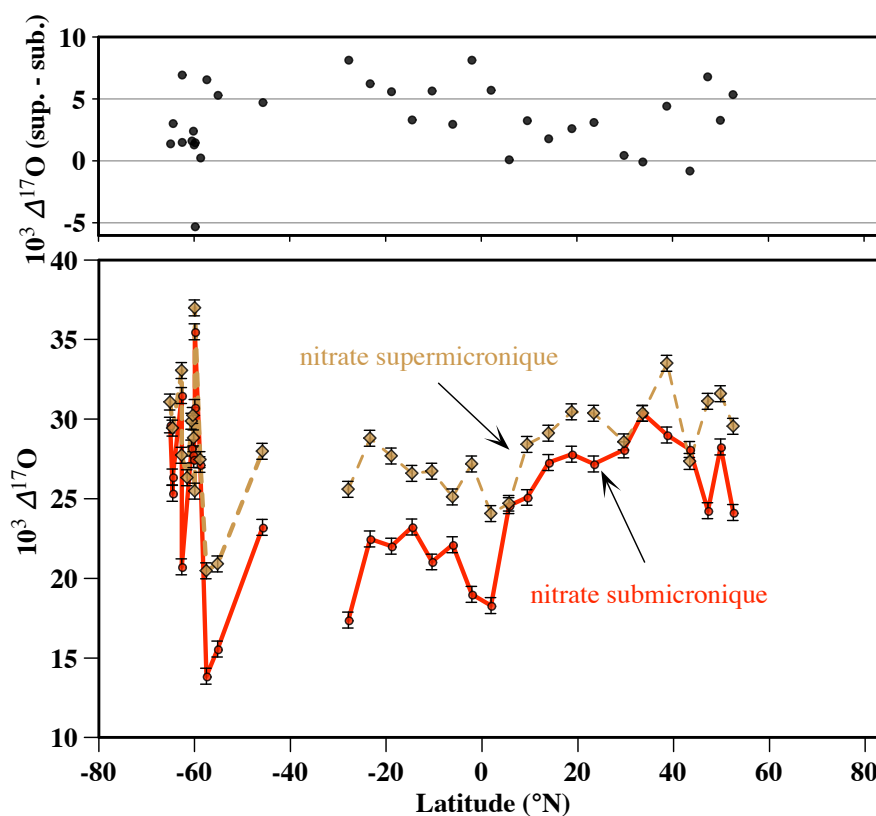 10
5
0
-5
10³ Δ¹⁷O (sup. - sub.)
40
35
30
25
20
15
10
10³ Δ¹⁷O
nitrate supermicronique
nitrate submicronique
-80 -60 -40 -20 0 20 40 60 80
Latitude (°N)